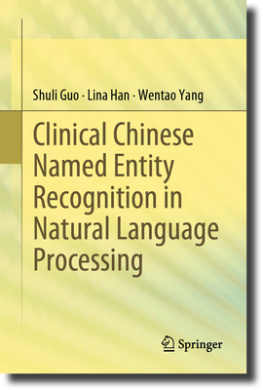 Shuli Guo · Lina Han · Wentao Yang
Clinical Chinese
Named Entity
Recognition in
Natural Language
Processing
Springer